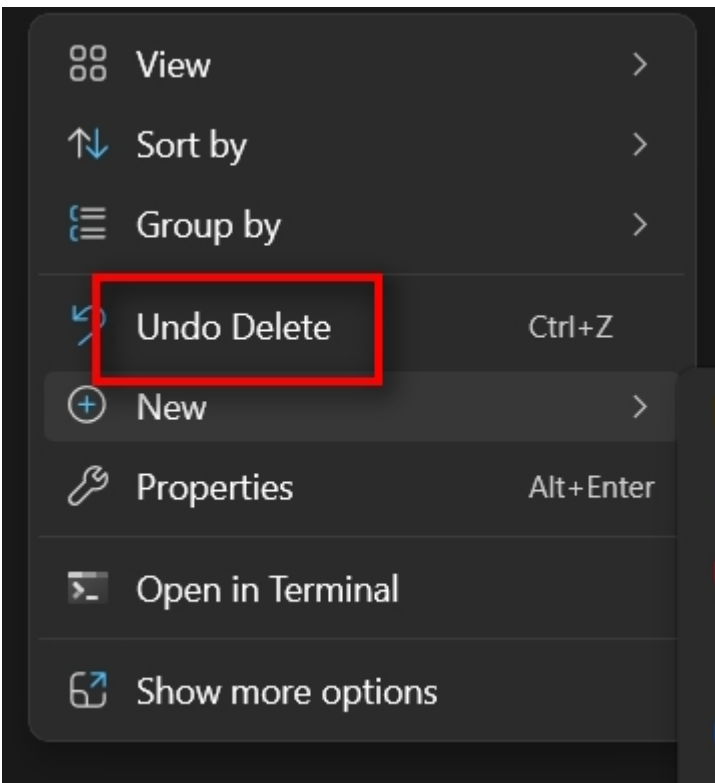 View
Sort by
Group by
Undo Delete Ctrl+Z
New
Properties Alt+Enter
Open in Terminal
Show more options